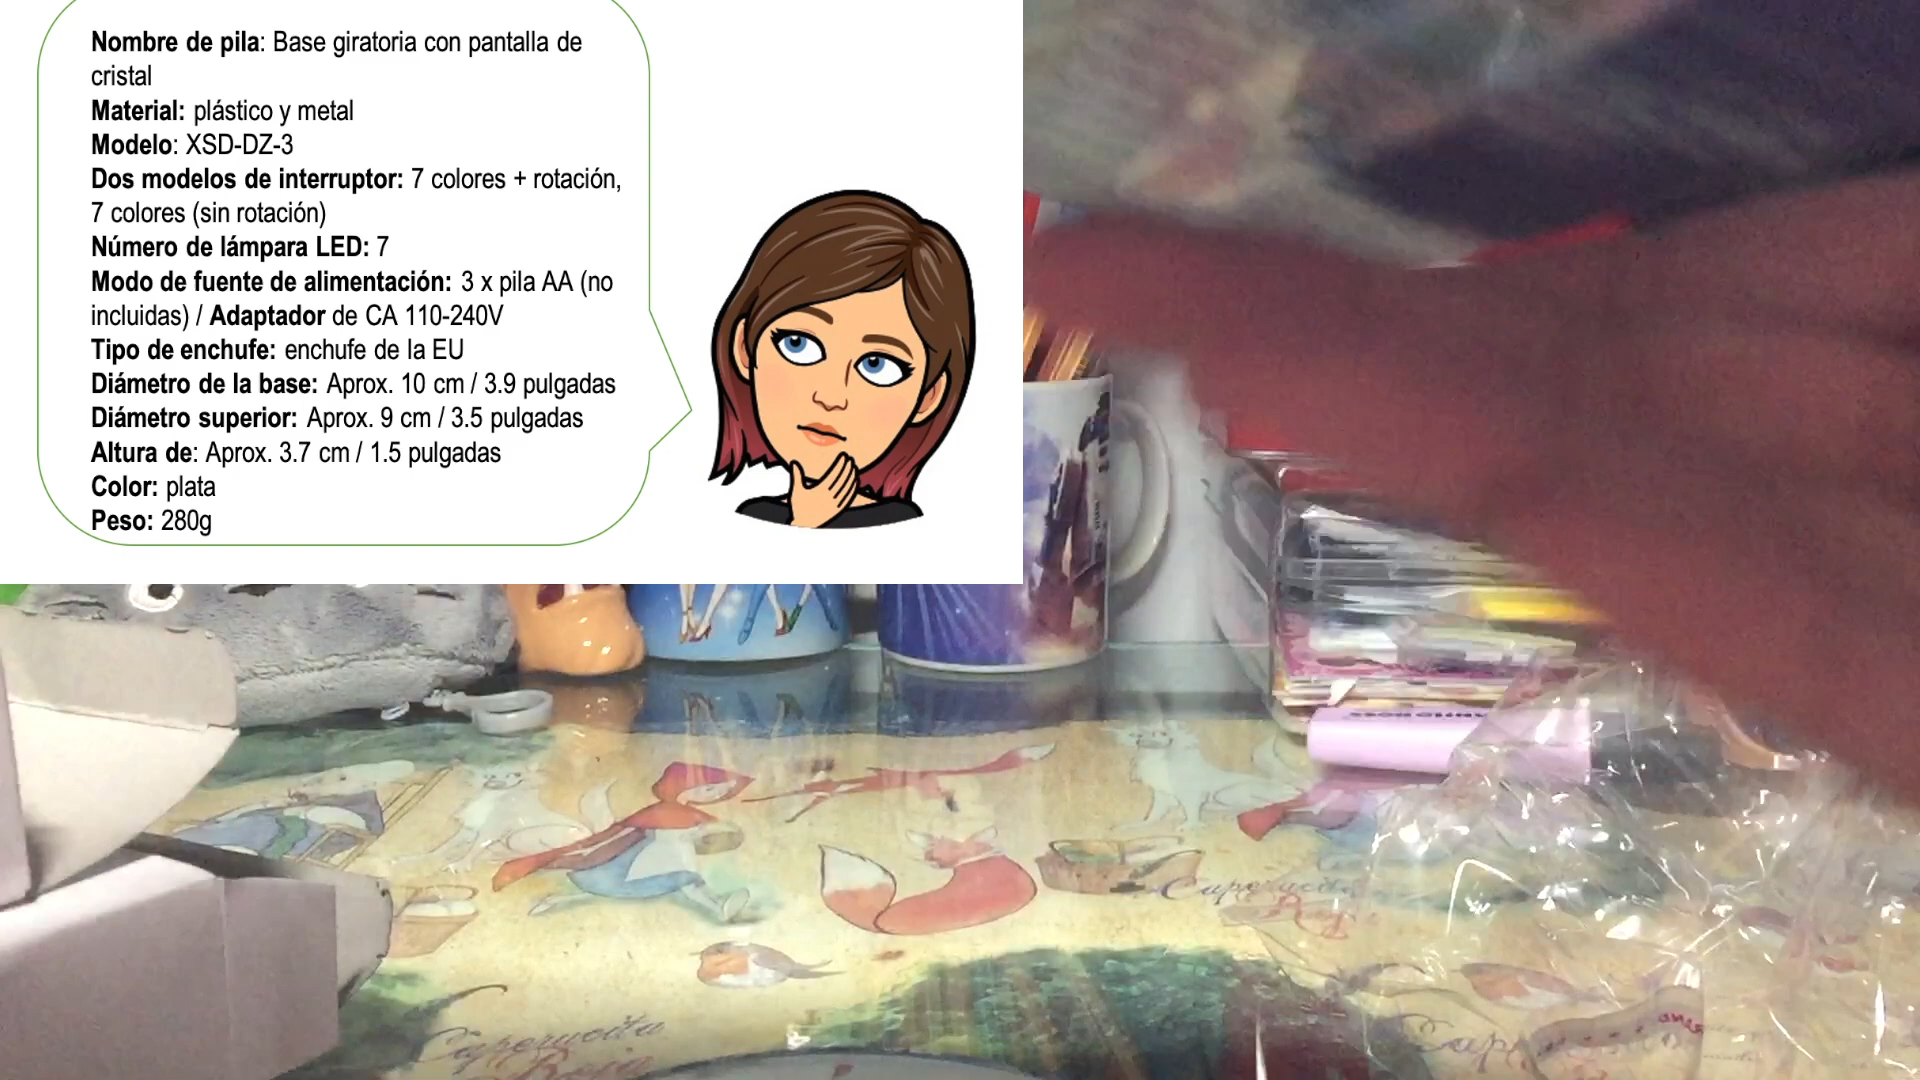 Nombre de pila: Base giratoria con pantalla de
cristal
Material: plástico y metal
Modelo: XSD-DZ-3
Dos modelos de interruptor: 7 colores + rotación,
7 colores (sin rotación)
Número de lámpara LED: 7
Modo de fuente de alimentación: 3 x pila AA (no
incluidas) / Adaptador de CA 110-240V
Tipo de enchufe: enchufe de la EU
Diámetro de la base: Aprox. 10 cm / 3.9 pulgadas
Diámetro superior: Aprox. 9 cm / 3.5 pulgadas
Altura de: Aprox. 3.7 cm / 1.5 pulgadas
Color: plata
Peso: 280g
Caperucita
Roja
Caperucita
Roja